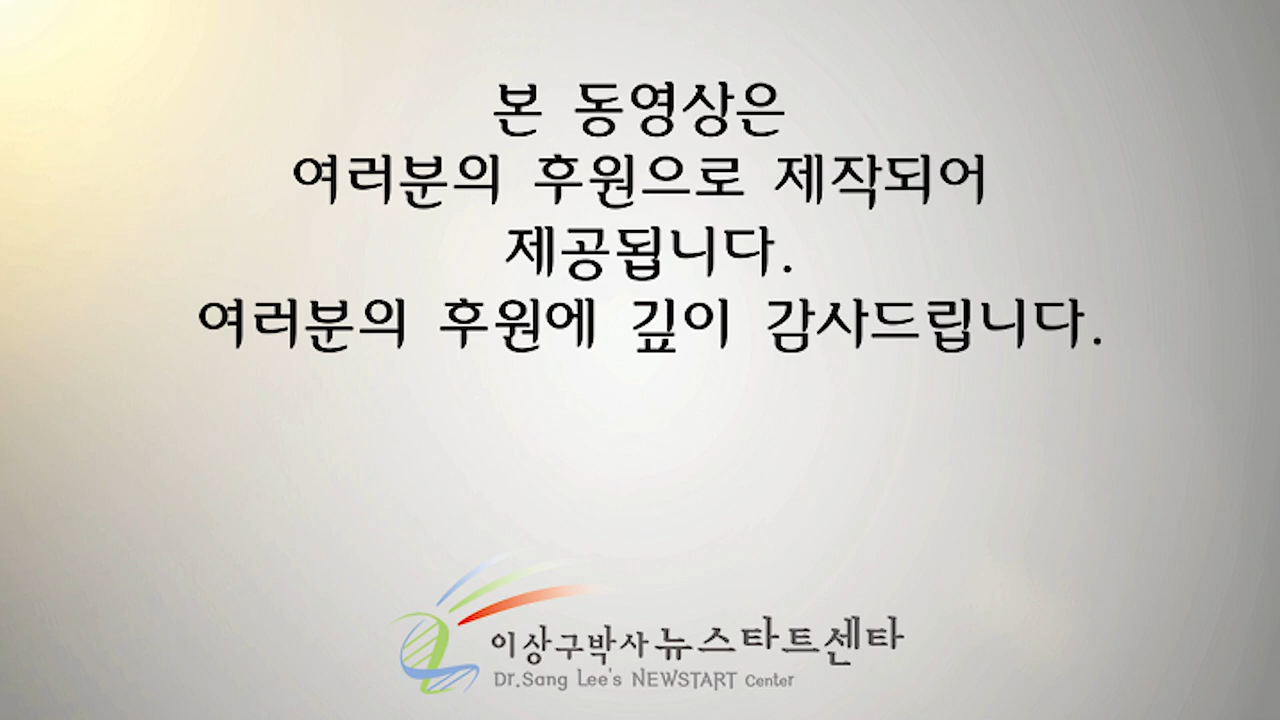 본 동영상은
여러분의 후원으로 제작되어
제공됩니다.
여러분의 후원에 깊이 감사드립니다.
이상구박사 뉴스타트센타
Dr.Sang Lee's NEWSTART Center